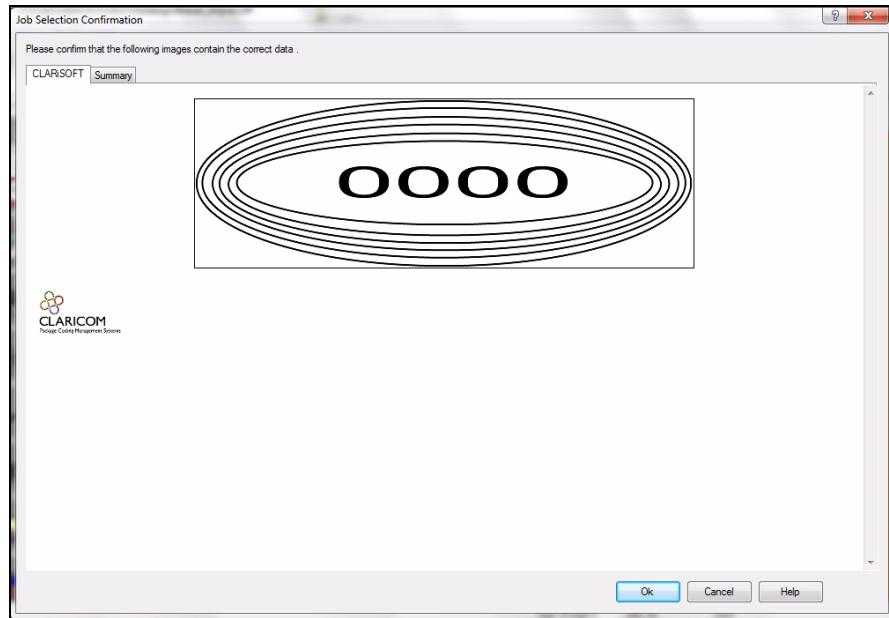 Job Selection Confirmation
Please confirm that the following images contain the correct data .
CLARiSOFT Summary
OOOO
CLARICOM
Package Coding Management Systems
Ok Cancel Help